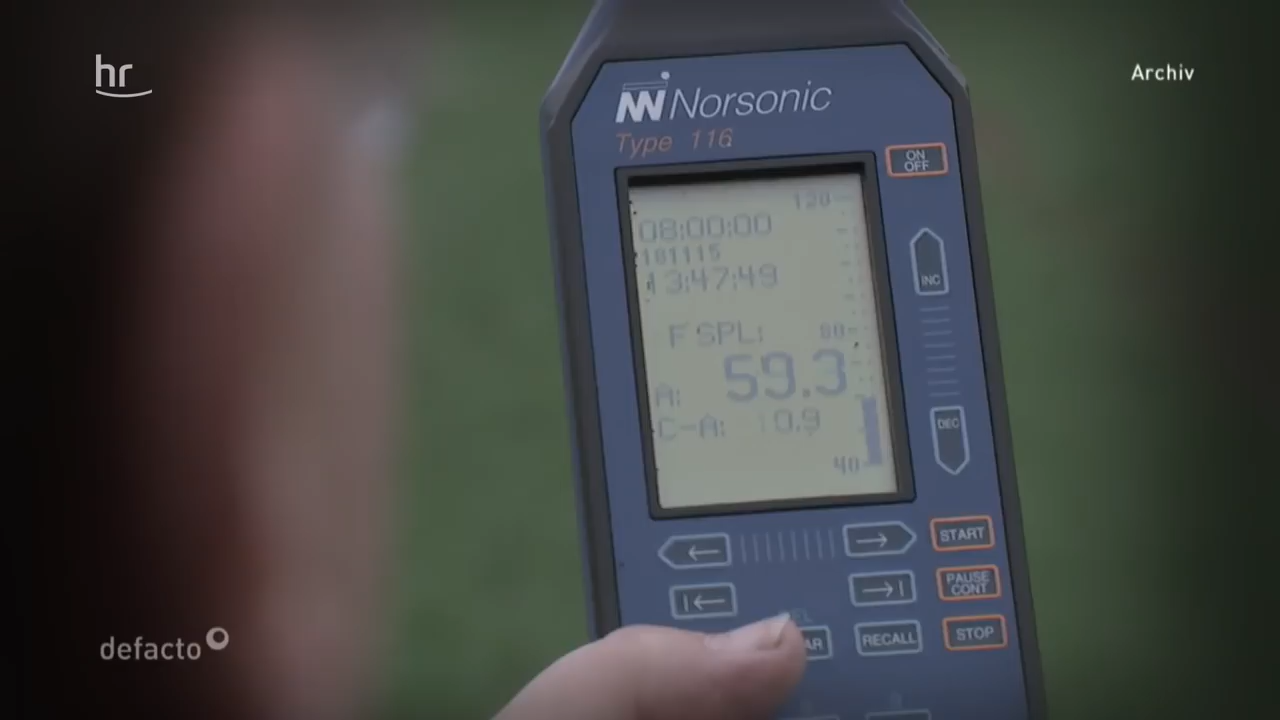 hr
Archiv
Norsonic
Type 116
ON
OFF
120
08:00:00
181115
13:47:49
INC
F SPL:
80
A: 59.3
C-A: 10.9
DEC
40
START
PAUSE
CONT
RECALL
STOP
defacto